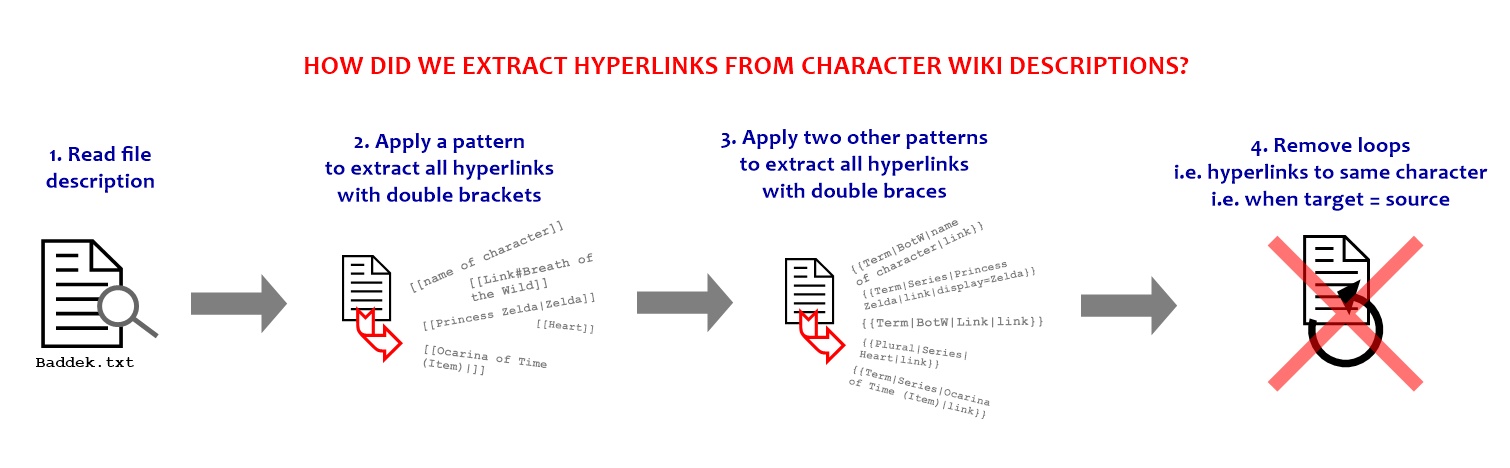 HOW DID WE EXTRACT HYPERLINKS FROM CHARACTER WIKI DESCRIPTIONS?
1. Read file
description
Baddek.txt
2. Apply a pattern
to extract all hyperlinks
with double brackets
[[name of character]]
[[Link#Breath of
the Wild]]
[[Princess Zelda|Zelda]]
[[Heart]]
[[Ocarina of Time
(Item)|]]
3. Apply two other patterns
to extract all hyperlinks
with double braces
{{Term|BotW|name
of character|link}}
{{Term|Series|Princess
Zelda|link|display=Zelda}}
{{Term|BotW|Link|link}}
{{Plural|Series|
Heart|link}}
{{Term|Series|Ocarina
of Time (Item)|link}}
4. Remove loops
i.e. hyperlinks to same character
i.e. when target = source